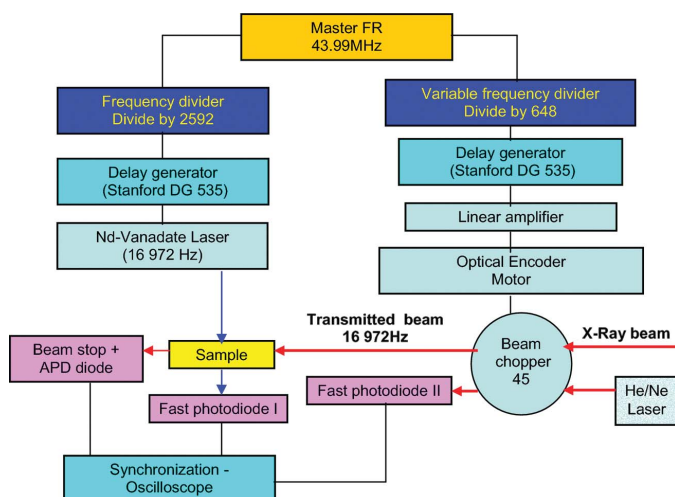 Master FR
43.99MHz
Frequency divider
Divide by 2592
Variable frequency divider
Divide by 648
Delay generator
(Stanford DG 535)
Delay generator
(Stanford DG 535)
Linear amplifier
Nd-Vanadate Laser
(16 972 Hz)
Optical Encoder
Motor
Transmitted beam
16 972Hz
X-Ray beam
Beam stop +
APD diode
Sample
Beam
chopper
45
Fast photodiode I
Fast photodiode II
He/Ne
Laser
Synchronization -
Oscilloscope